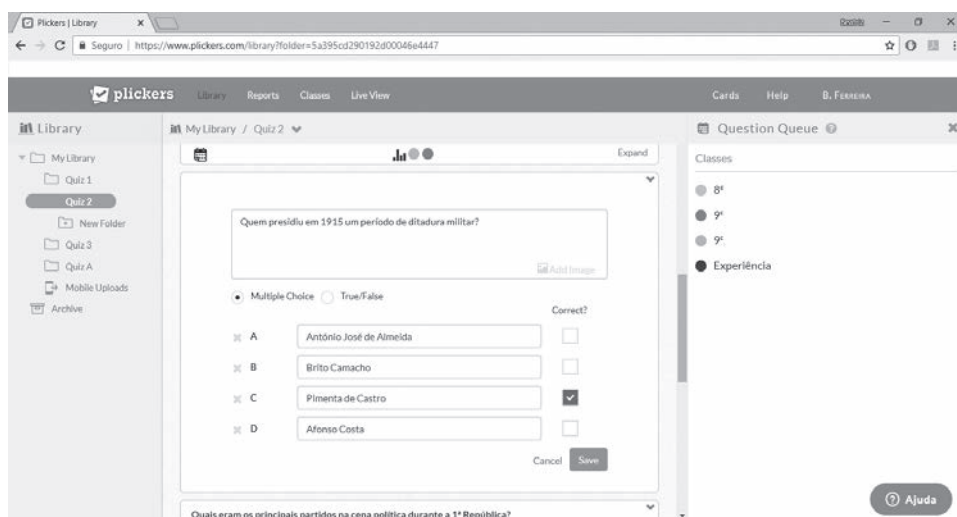 Plickers | Library
Seguro | https://www.plickers.com/library?folder=5a395cd290192d00046e4447
plickers Library Reports Classes Live View Cards Help B. Ferreira
Library
My Library / Quiz 2
Question Queue
My Library
Quiz 1
Quiz 2
New Folder
Quiz 3
Quiz A
Mobile Uploads
Archive
Expand
Quem presidiu em 1915 um período de ditadura militar?
Add Image
Multiple Choice True/False
Correct?
A António José de Almeida
B Brito Camacho
C Pimenta de Castro
D Afonso Costa
Cancel Save
Quais eram os principais partidos na cena política durante a 1ª República?
Classes
Experiência
Ajuda